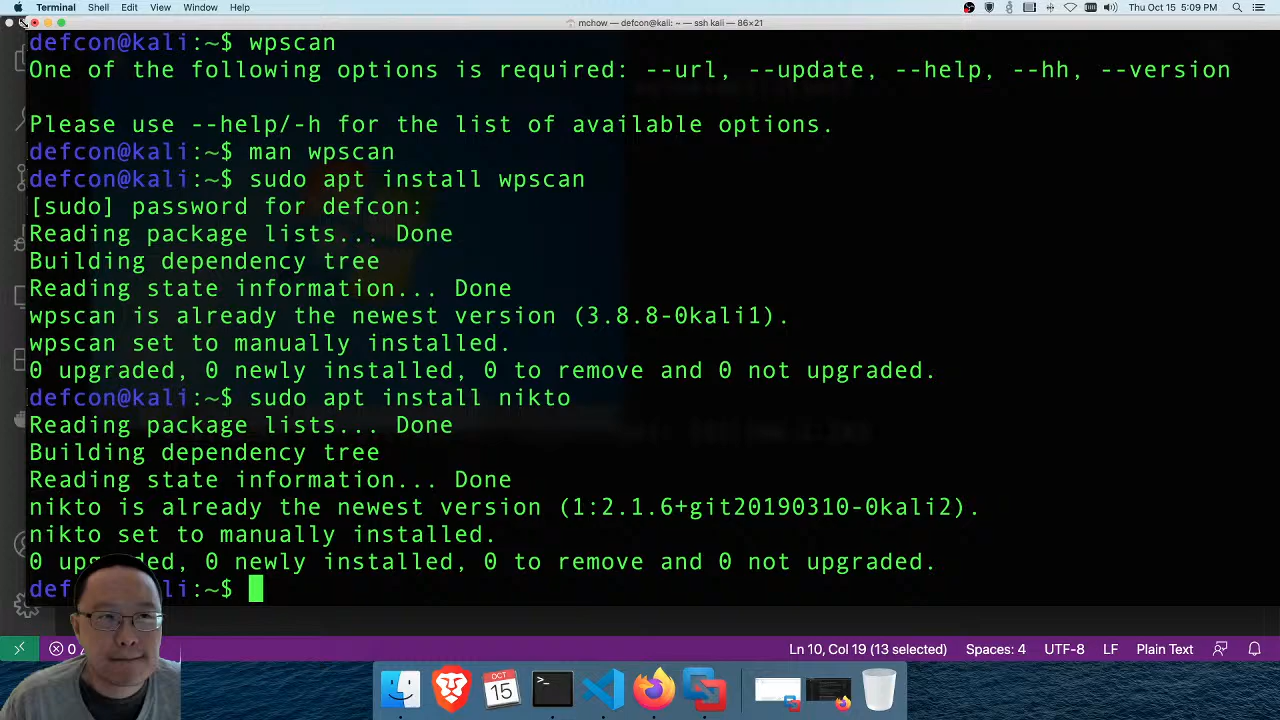 Terminal Shell Edit View Window Help Thu Oct 15 5:09 PM
mchow — defcon@kali: ~ — ssh kali — 86×21
defcon@kali:~$ wpscan
One of the following options is required: --url, --update, --help, --hh, --version
Please use --help/-h for the list of available options.
defcon@kali:~$ man wpscan
defcon@kali:~$ sudo apt install wpscan
[sudo] password for defcon:
Reading package lists... Done
Building dependency tree
Reading state information... Done
wpscan is already the newest version (3.8.8-0kali1).
wpscan set to manually installed.
0 upgraded, 0 newly installed, 0 to remove and 0 not upgraded.
defcon@kali:~$ sudo apt install nikto
Reading package lists... Done
Building dependency tree
Reading state information... Done
nikto is already the newest version (1:2.1.6+git20190310-0kali2).
nikto set to manually installed.
0 upg ded, 0 newly installed, 0 to remove and 0 not upgraded.
def li:~$
0 Ln 10, Col 19 (13 selected) Spaces: 4 UTF-8 LF Plain Text
OCT
15
>_